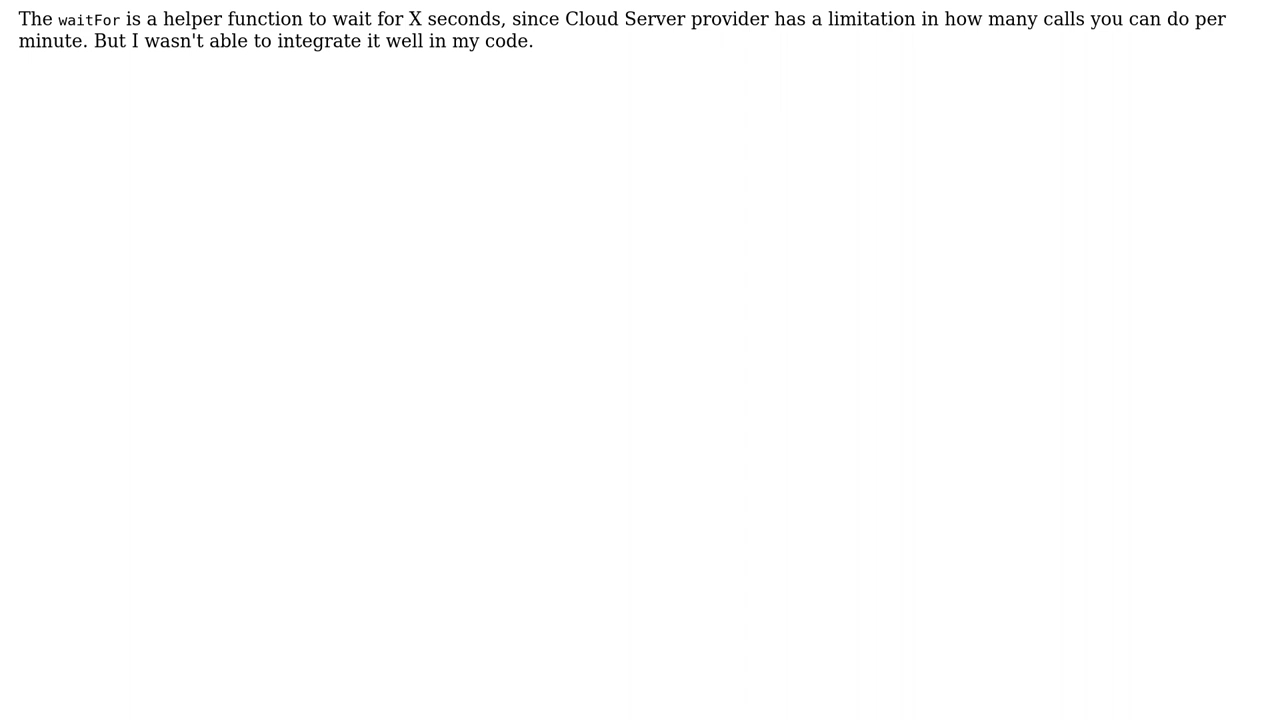 The waitFor is a helper function to wait for X seconds, since Cloud Server provider has a limitation in how many calls you can do per
minute. But I wasn't able to integrate it well in my code.